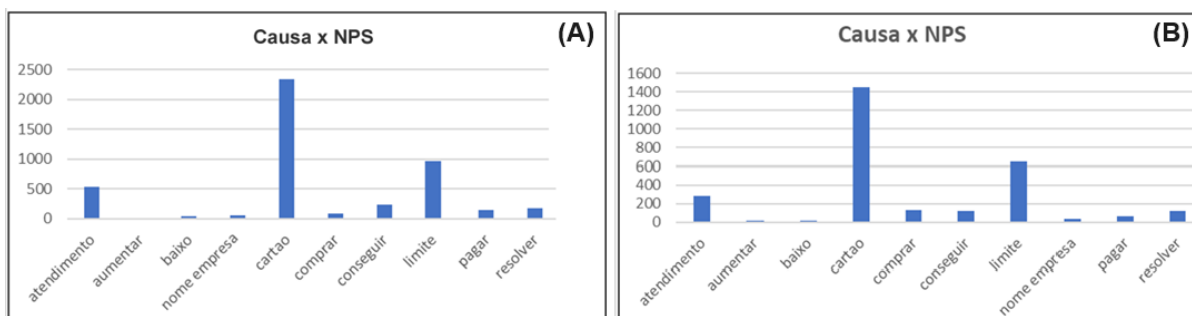 Causa x NPS
(A)
2500
2000
1500
1000
500
0
atendimento
aumentar
baixo
nome empresa
cartao
comprar
conseguir
limite
pagar
resolver
Causa x NPS
(B)
1600
1400
1200
1000
800
600
400
200
0
atendimento
aumentar
baixo
cartao
comprar
conseguir
limite
nome empresa
pagar
resolver